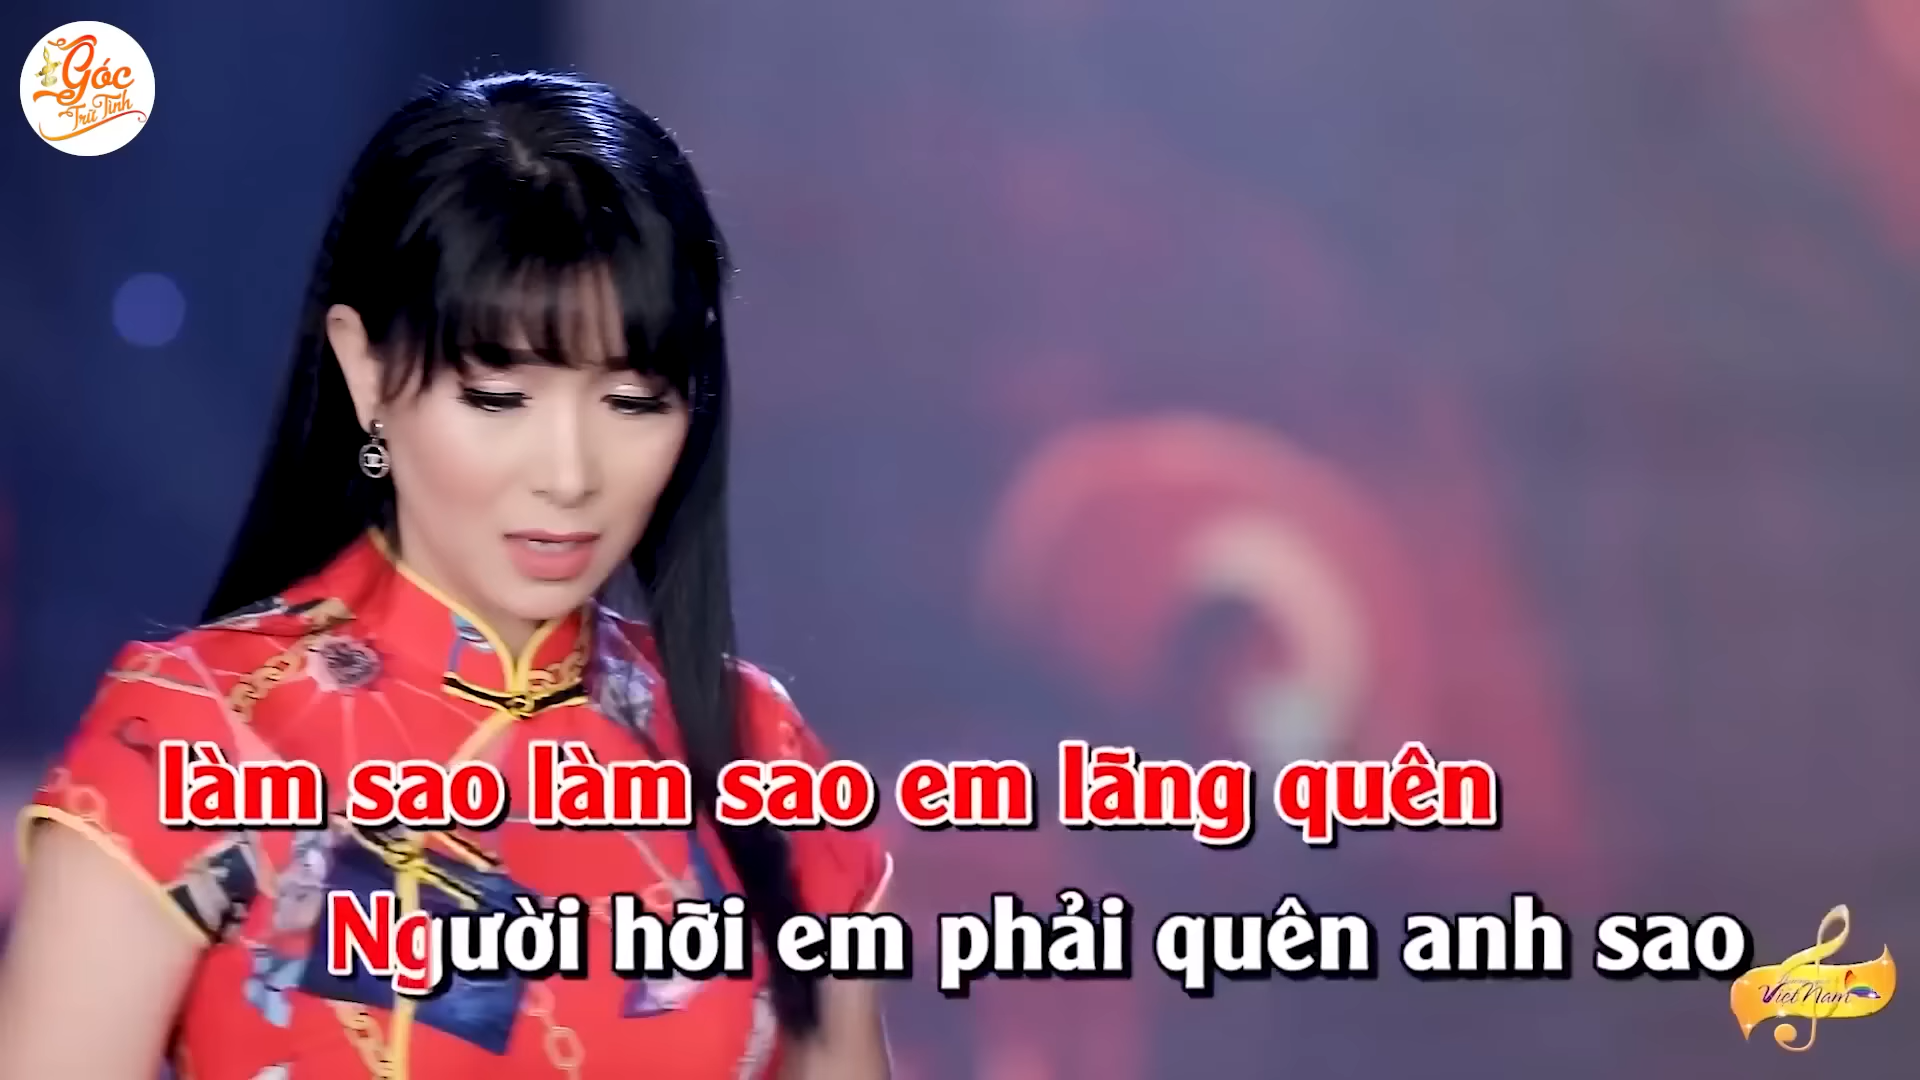 Góc
Trữ Tình
làm sao làm sao em lãng quên
Người hỡi em phải quên anh sao
Việt Nam